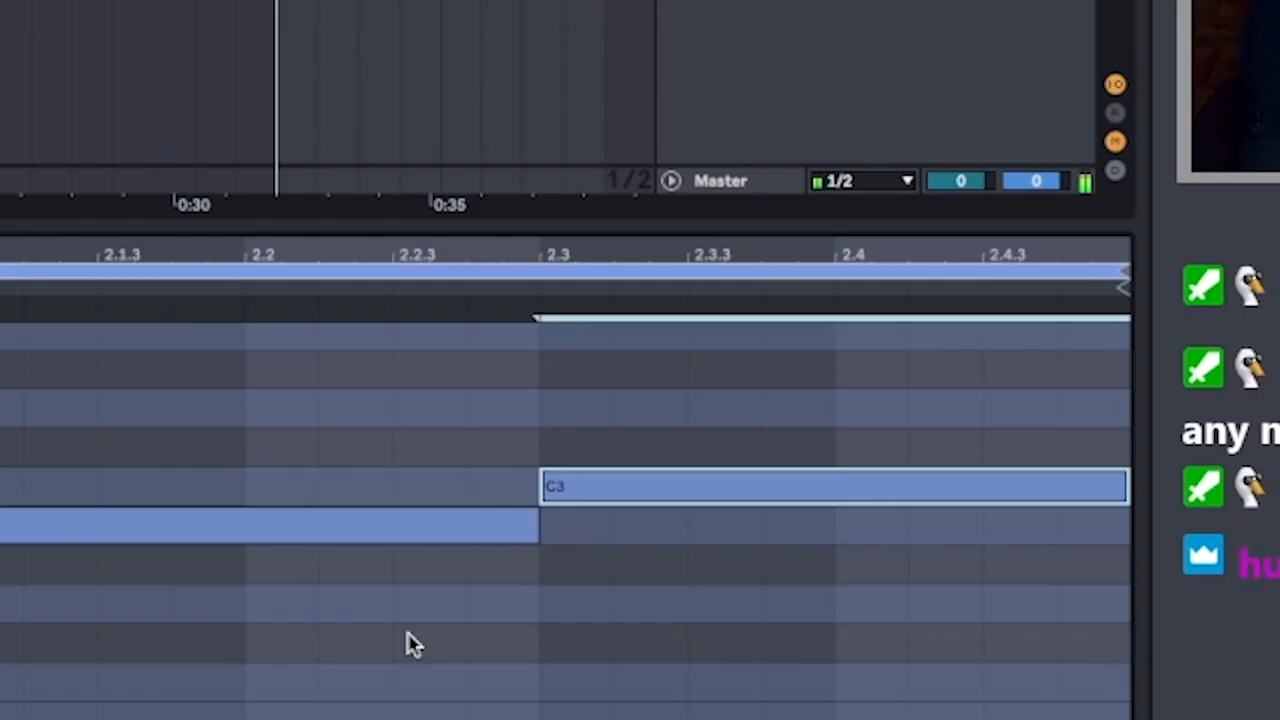 IO
R
M
D
1/2 Master 1/2 0 0
0:30 0:35
2.1.3 2.2 2.2.3 2.3 2.3.3 2.4 2.4.3
C3
any
hu